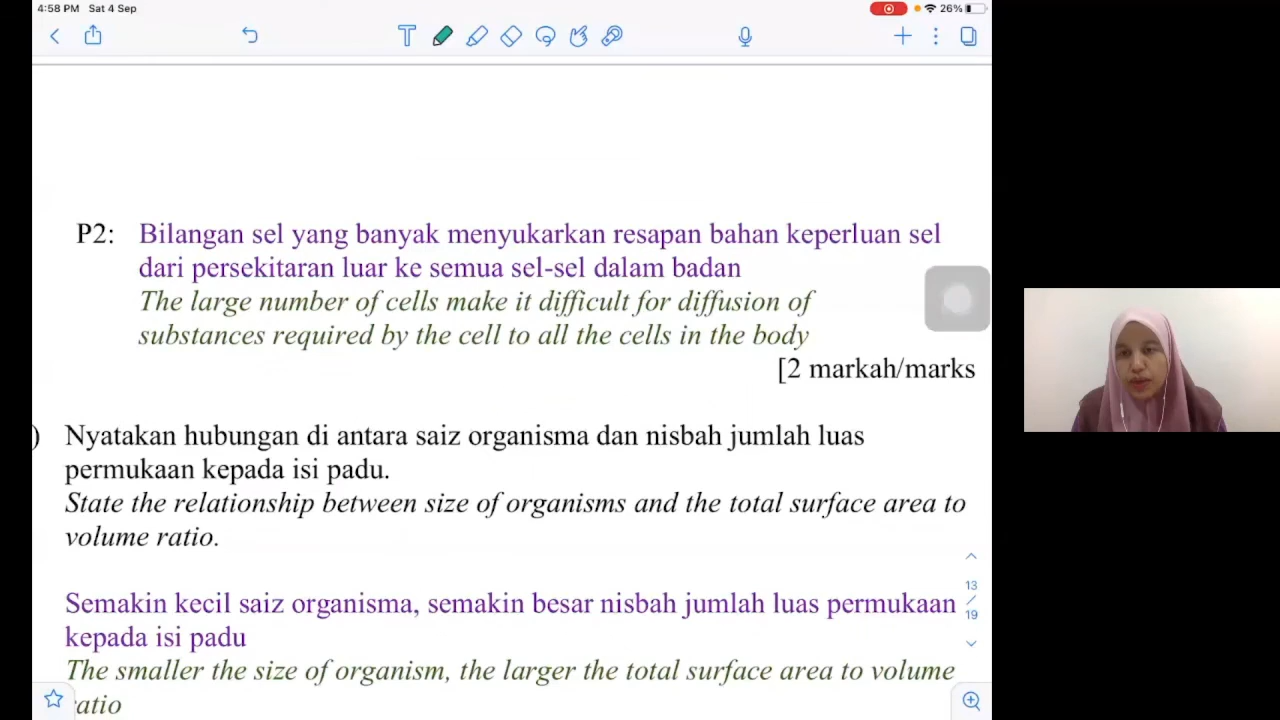 4:58 PM Sat 4 Sep
26%
P2: Bilangan sel yang banyak menyukarkan resapan bahan keperluan sel
dari persekitaran luar ke semua sel-sel dalam badan
The large number of cells make it difficult for diffusion of
substances required by the cell to all the cells in the body
[2 markah/marks
) Nyatakan hubungan di antara saiz organisma dan nisbah jumlah luas
permukaan kepada isi padu.
State the relationship between size of organisms and the total surface area to
volume ratio.
Semakin kecil saiz organisma, semakin besar nisbah jumlah luas permukaan
kepada isi padu
The smaller the size of organism, the larger the total surface area to volume
ratio
13
/
19